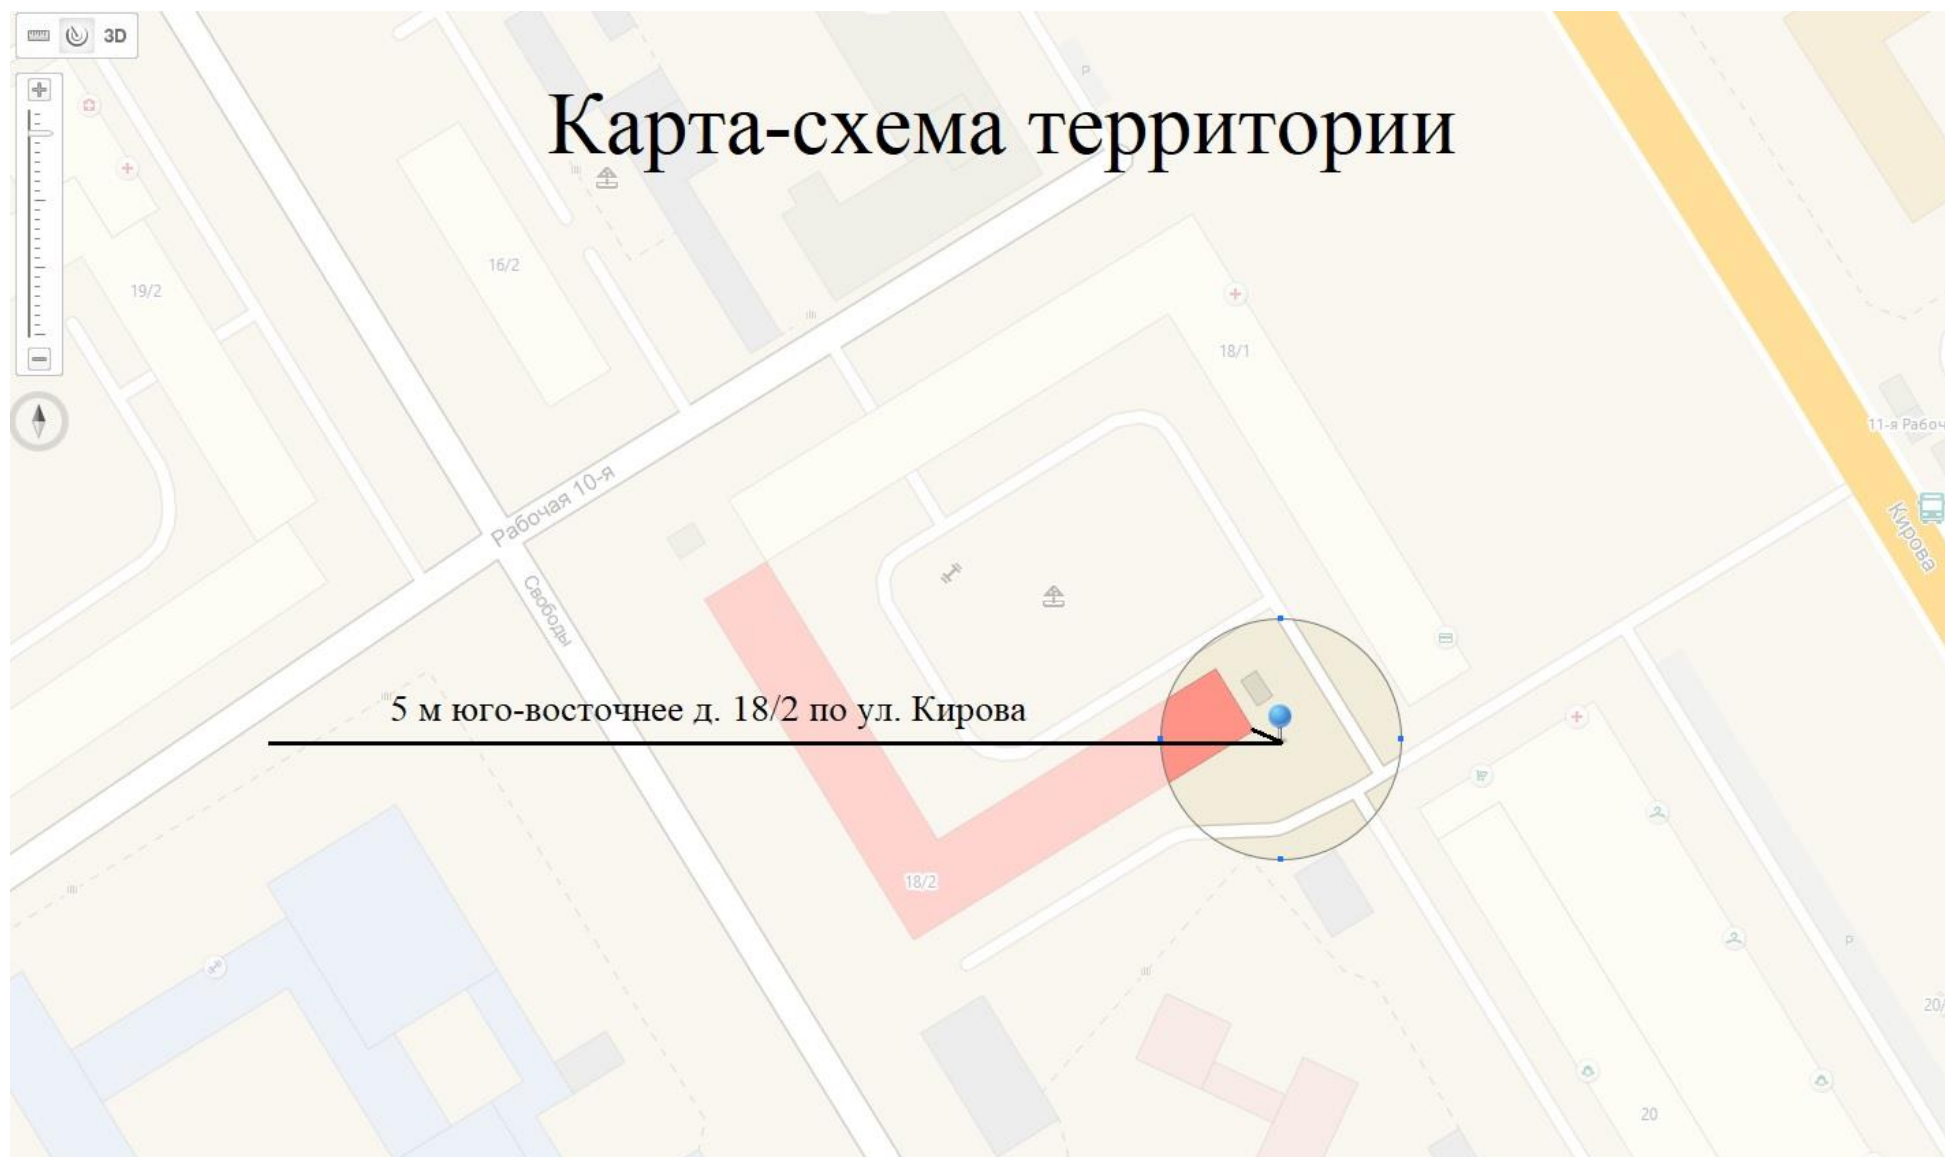 3D
Карта-схема территории
P
16/2
19/2
18/1
11-я Рабоч
Рабочая 10-я
Кирова
Свободы
5 м юго-восточнее д. 18/2 по ул. Кирова
18/2
P
20/
20